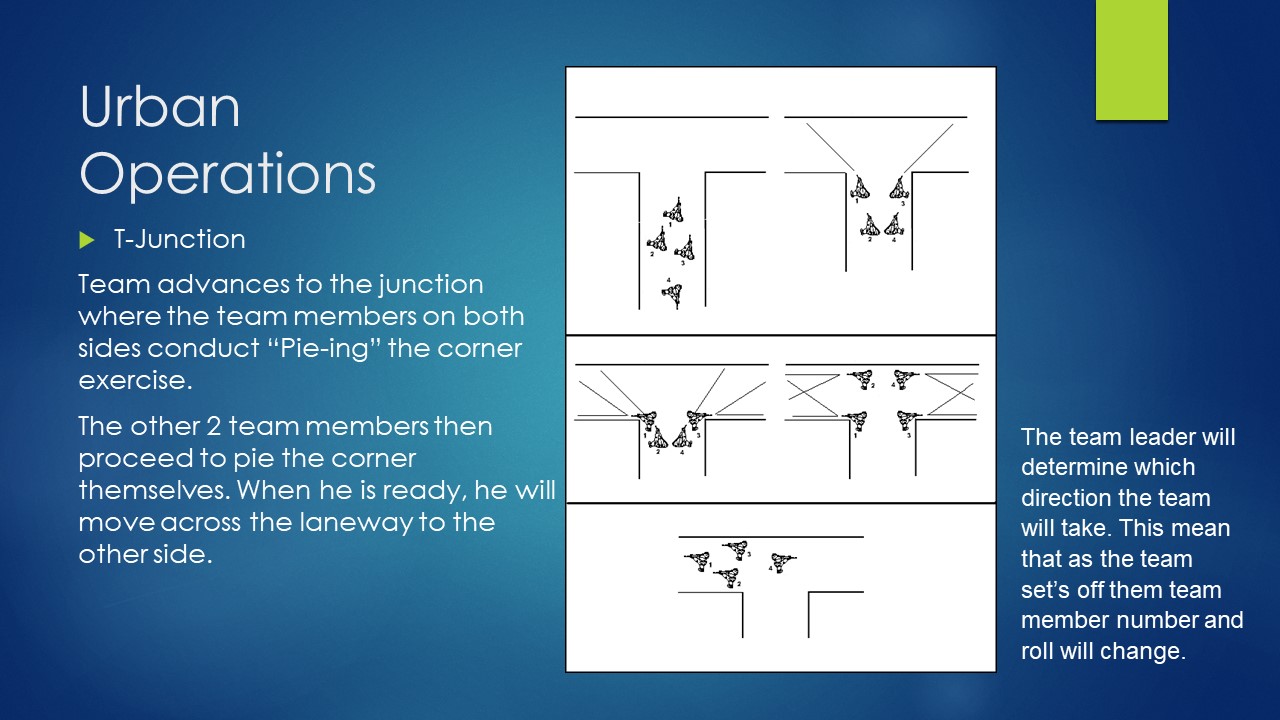 Urban
Operations
T-Junction
Team advances to the junction
where the team members on both
sides conduct “Pie-ing” the corner
exercise.
The other 2 team members then
proceed to pie the corner
themselves. When he is ready, he will
move across the laneway to the
other side.
1
2
3
4
1
3
2
4
1
3
2
4
2
4
1
3
1
3
2
4
The team leader will
determine which
direction the team
will take. This mean
that as the team
set’s off them team
member number and
roll will change.